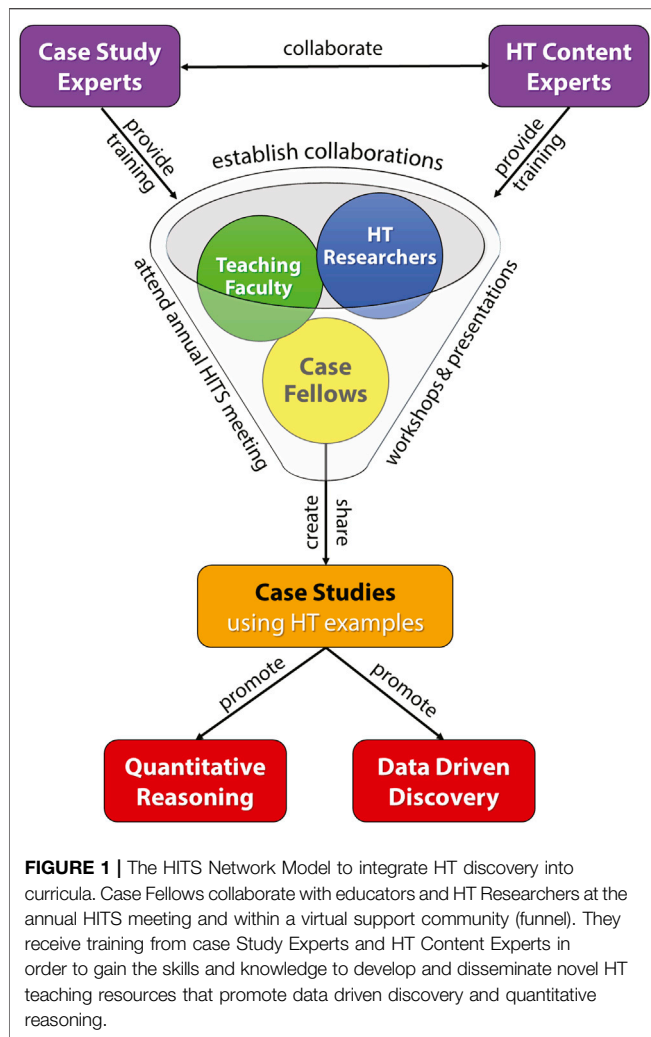 Case Study
Experts
collaborate
HT Content
Experts
provide
training
establish collaborations
provide
training
Teaching
Faculty
HT
Researchers
attend annual HITS meeting
Case
Fellows
workshops & presentations
create
share
Case Studies
using HT examples
promote
promote
Quantitative
Reasoning
Data Driven
Discovery
FIGURE 1 | The HITS Network Model to integrate HT discovery into
curricula. Case Fellows collaborate with educators and HT Researchers at the
annual HITS meeting and within a virtual support community (funnel). They
receive training from case Study Experts and HT Content Experts in
order to gain the skills and knowledge to develop and disseminate novel HT
teaching resources that promote data driven discovery and quantitative
reasoning.